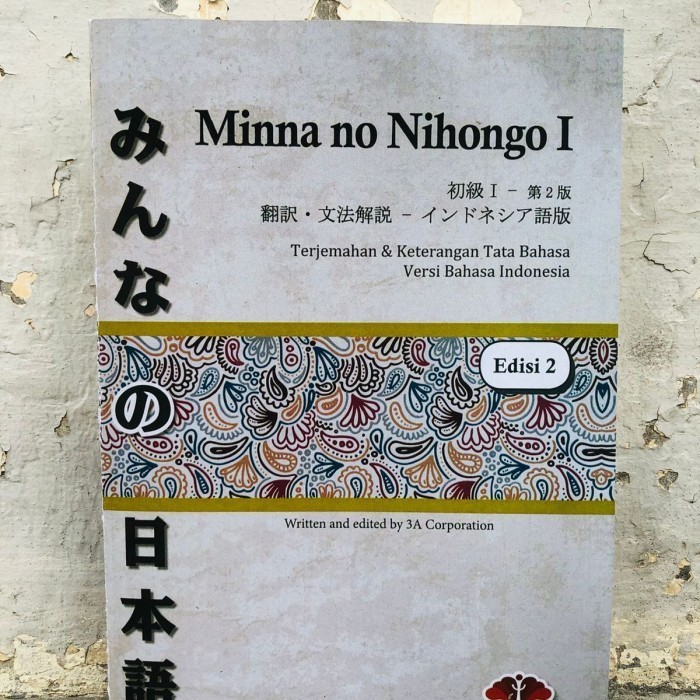 みんなの日本語
Minna no Nihongo I
初級 I - 第2版
翻訳・文法解説 - インドネシア語版
Terjemahan & Keterangan Tata Bahasa
Versi Bahasa Indonesia
Edisi 2
Written and edited by 3A Corporation